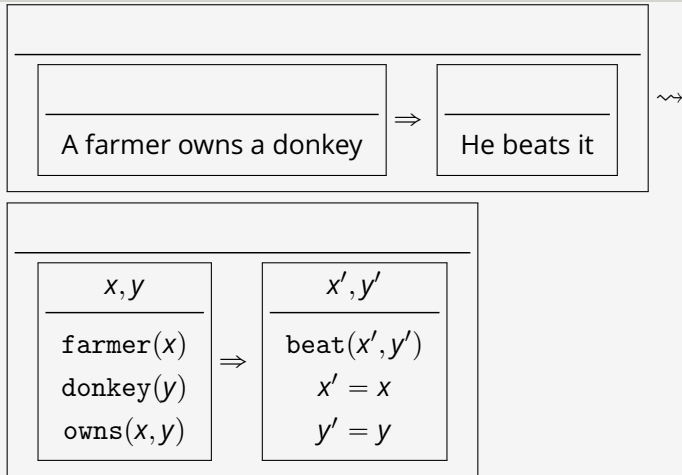 A farmer owns a donkey ⇒ He beats it ⇝
x, y
x′, y′
farmer(x)
donkey(y)
owns(x, y)
⇒
beat(x′, y′)
x′ = x
y′ = y